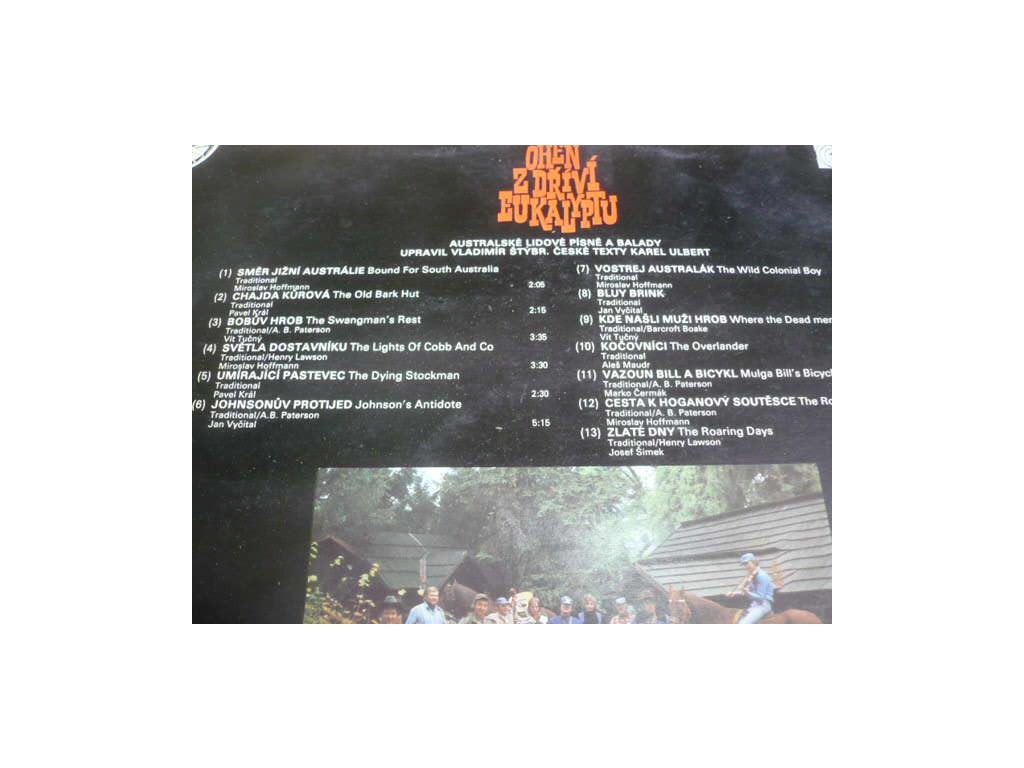 OHEŇ
Z DŘÍVÍ
EUKALYPTU
AUSTRALSKÉ LIDOVÉ PÍSNĚ A BALADY
UPRAVIL VLADIMÍR ŠTYBR. ČESKÉ TEXTY KAREL ULBERT
(1) SMĚR JIŽNÍ AUSTRÁLIE Bound For South Australia
Traditional
Miroslav Hoffmann 2:05
(2) CHAJDA KŮROVÁ The Old Bark Hut
Traditional
Pavel Král 2:15
(3) BOBŮV HROB The Swangman's Rest
Traditional/A. B. Paterson
Vít Tučný 3:35
(4) SVĚTLA DOSTAVNÍKU The Lights Of Cobb And Co
Traditional/Henry Lawson
Miroslav Hoffmann 3:30
(5) UMÍRAJÍCÍ PASTEVEC The Dying Stockman
Traditional
Pavel Král 2:30
(6) JOHNSONŮV PROTIJED Johnson's Antidote
Traditional/A.B. Paterson
Jan Vyčítal 5:15
(7) VOSTREJ AUSTRALÁK The Wild Colonial Boy
Traditional
Miroslav Hoffmann
(8) BLUY BRINK
Traditional
Jan Vyčítal
(9) KDE NAŠLI MUŽI HROB Where the Dead men
Traditional/Barcroft Boake
Vít Tučný
(10) KOČOVNÍCI The Overlander
Traditional
Aleš Maudr
(11) VAZOUN BILL A BICYKL Mulga Bill's Bicyc
Traditional/A. B. Paterson
Marko Čermák
(12) CESTA K HOGANOVÝ SOUTĚSCE The Ro
Traditional/A. B. Paterson
Miroslav Hoffmann
(13) ZLATÉ DNY The Roaring Days
Traditional/Henry Lawson
Josef Šimek